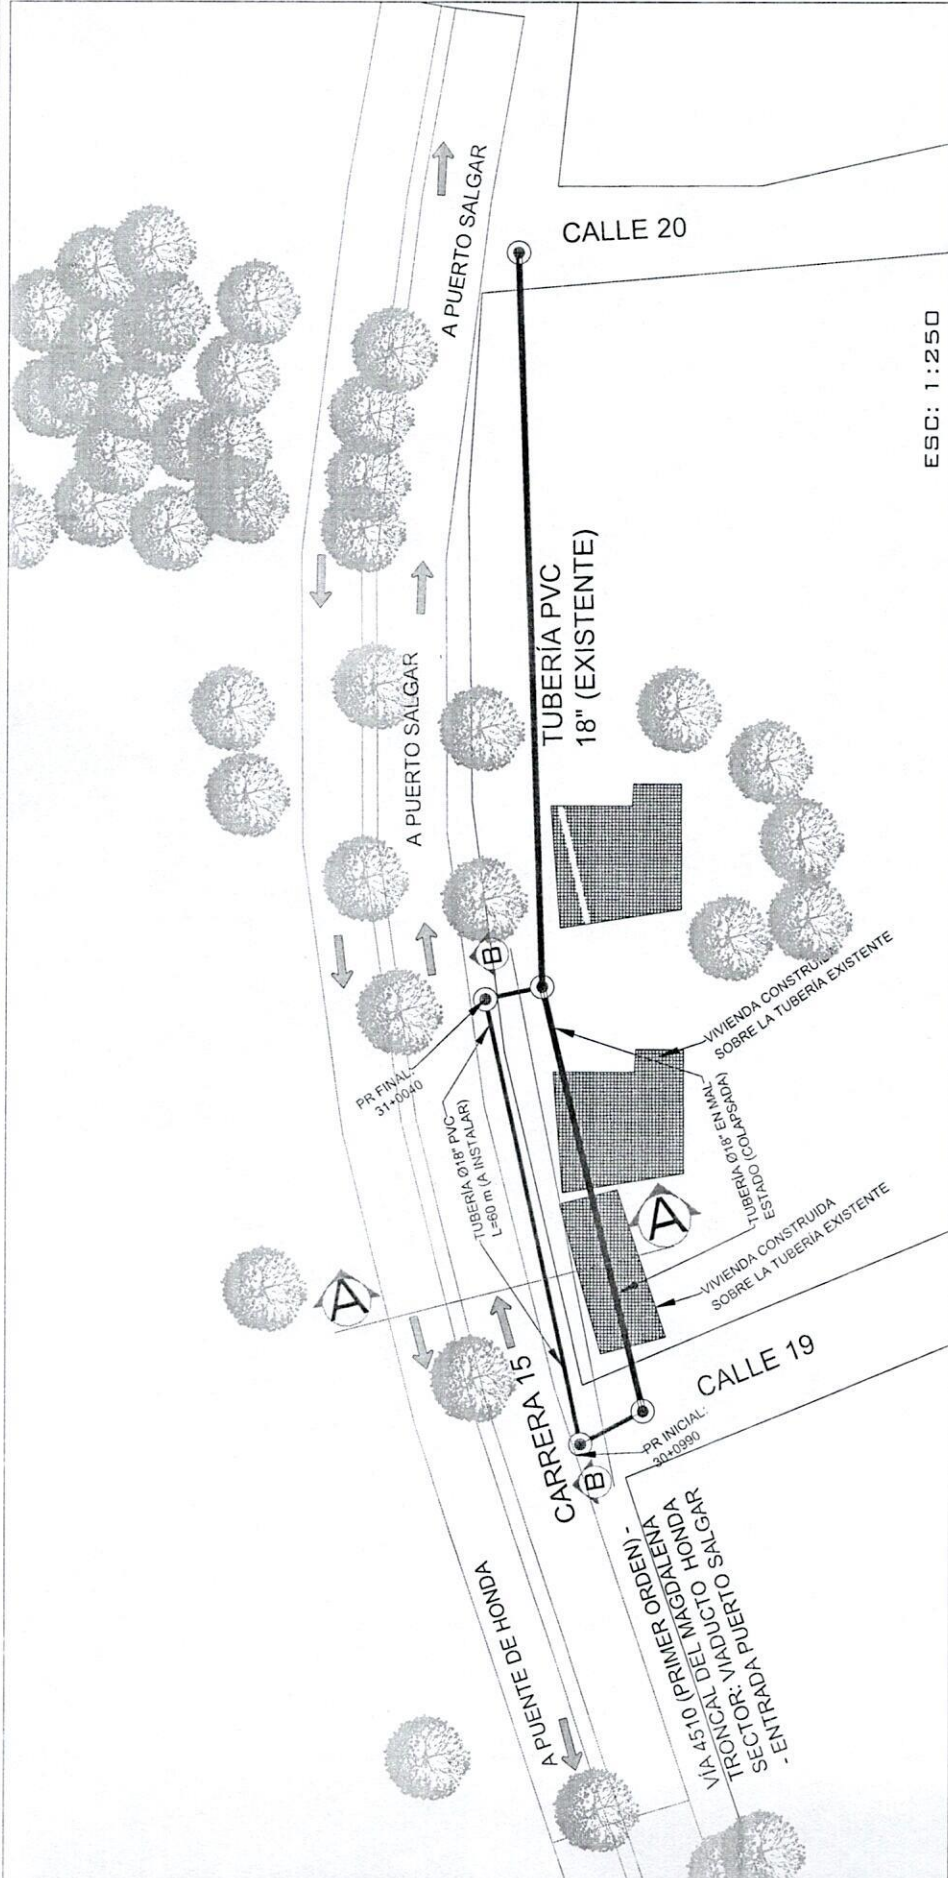 CALLE 20
A PUERTO SALGAR
ESC: 1:250
TUBERÍA PVC
18" (EXISTENTE)
A PUERTO SALGAR
B
PR FINAL:
31+0040
TUBERÍA Ø18" PVC
L=60 m (A INSTALAR)
VIVIENDA CONSTRUIDA
SOBRE LA TUBERÍA EXISTENTE
TUBERÍA Ø18" EN MAL
ESTADO (COLAPSADA)
A
A
VIVIENDA CONSTRUIDA
SOBRE LA TUBERÍA EXISTENTE
CARRERA 15
CALLE 19
PR INICIAL:
30+0990
B
A PUENTE DE HONDA
VÍA 4510 (PRIMER ORDEN) -
TRONCAL DEL MAGDALENA
SECTOR: VIADUCTO HONDA
- ENTRADA PUERTO SALGAR